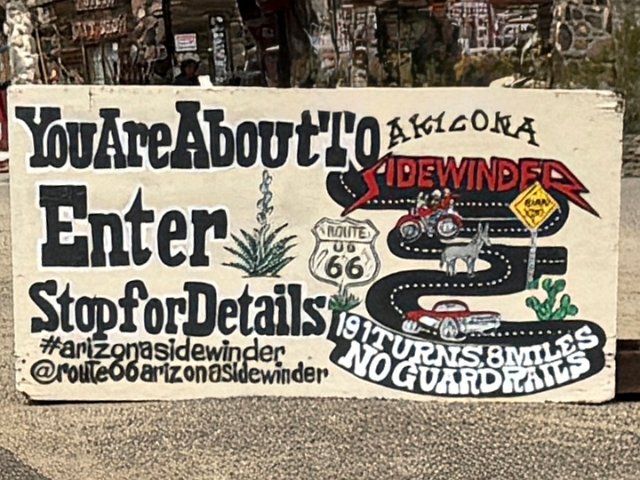 YouAreAboutTo
Enter
StopforDetails
#arizonasidewinder
@route66arizonasidewinder
ARIZONA
SIDEWINDER
ROUTE
US
66
191 TURNS, 8 MILES
NO GUARDRAILS